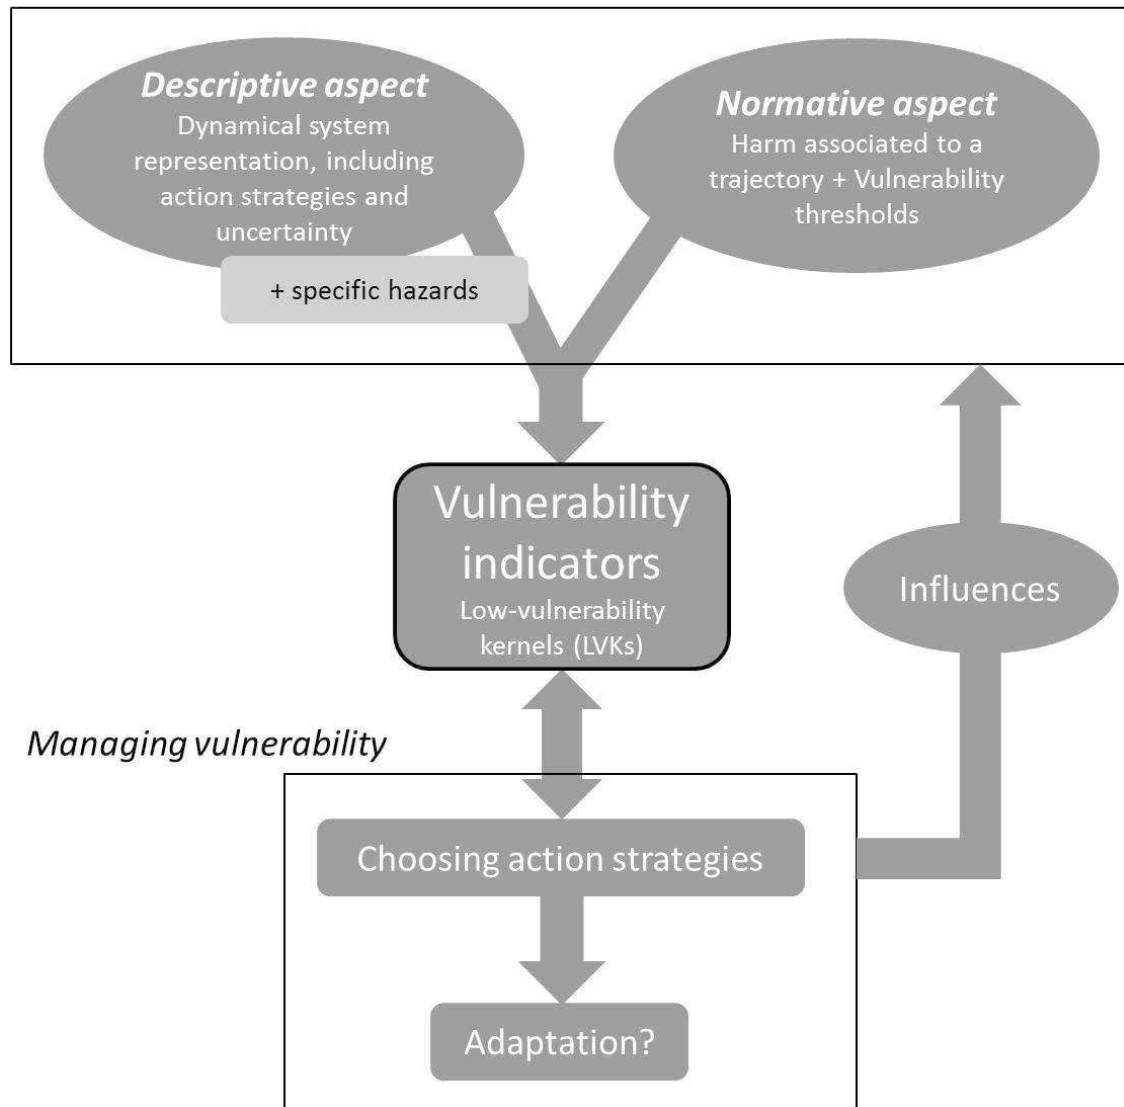 Descriptive aspect
Dynamical system
representation, including
action strategies and
uncertainty
+ specific hazards
Normative aspect
Harm associated to a
trajectory + Vulnerability
thresholds
Vulnerability
indicators
Low-vulnerability
kernels (LVKs)
Influences
Managing vulnerability
Choosing action strategies
Adaptation?